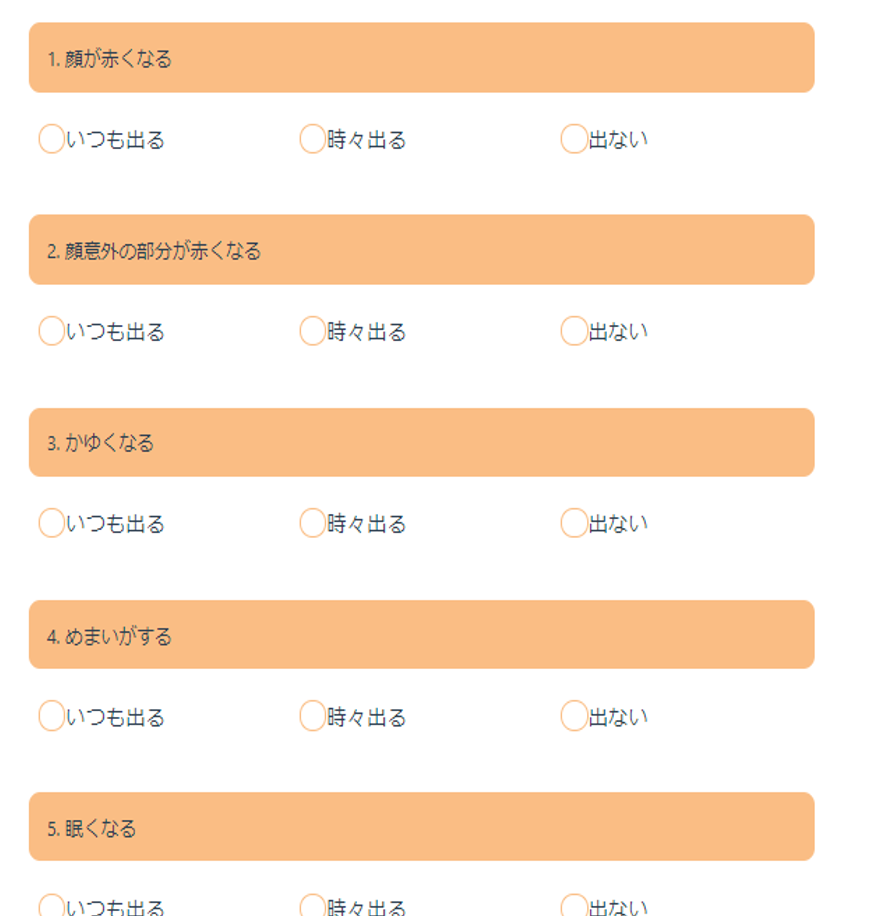 1. 顔が赤くなる
いつも出る 時々出る 出ない
2. 顔意外の部分が赤くなる
いつも出る 時々出る 出ない
3. かゆくなる
いつも出る 時々出る 出ない
4. めまいがする
いつも出る 時々出る 出ない
5. 眠くなる
いつも出る 時々出る 出ない